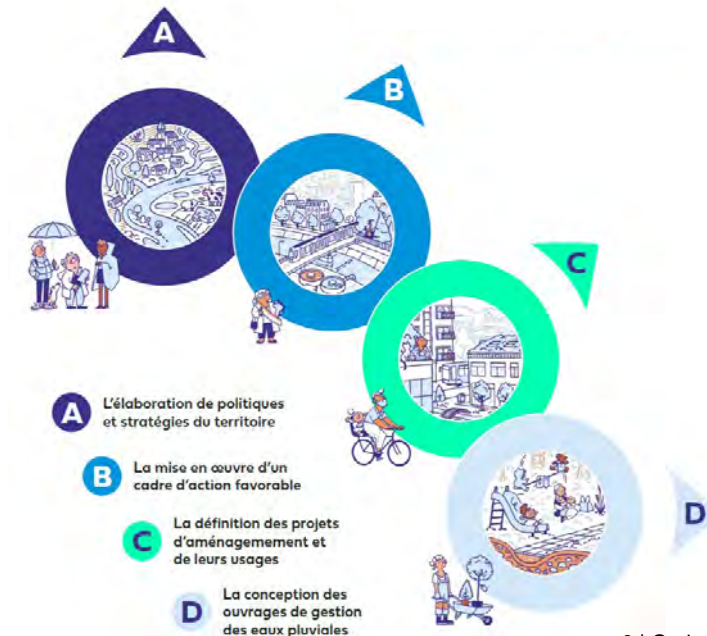 A
B
C
D
A
L'élaboration de politiques
et stratégies du territoire
B
La mise en œuvre d'un
cadre d'action favorable
C
La définition des projets
d'aménagemement et
de leurs usages
D
La conception des
ouvrages de gestion
des eaux pluviales